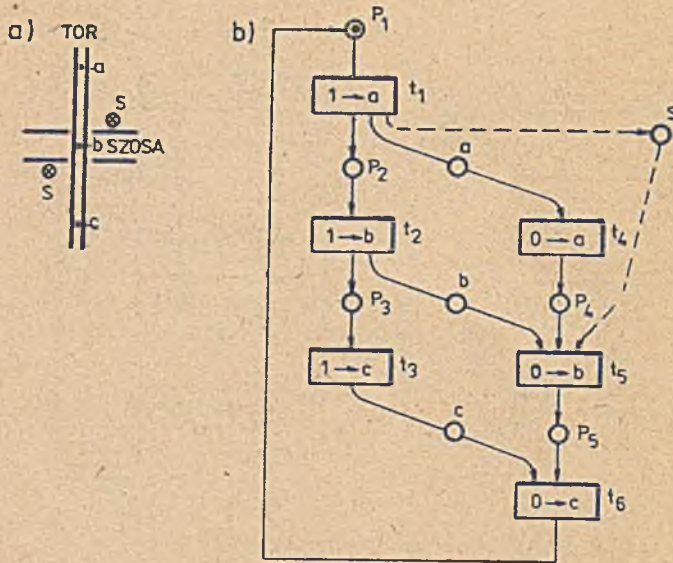 a)
TOR
a
S
b SZOSA
S
c
b)
P₁
1→a t₁
S
a
P₂
1→b t₂
0→a t₄
b
P₃
P₄
1→c t₃
0→b t₅
c
P₅
0→c t₆